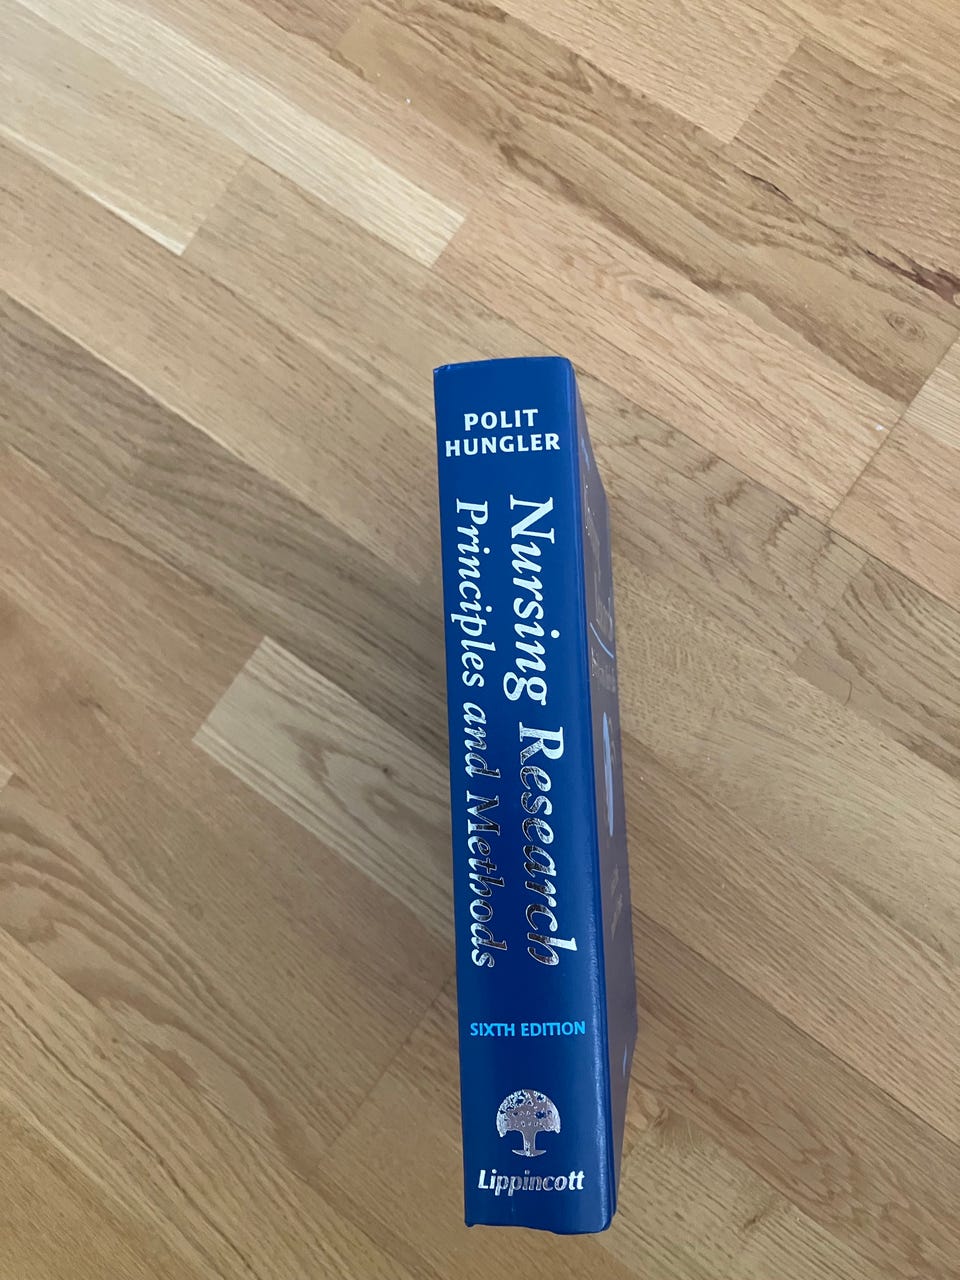 POLIT
HUNGLER
Nursing Research
Principles and Methods
SIXTH EDITION
Lippincott